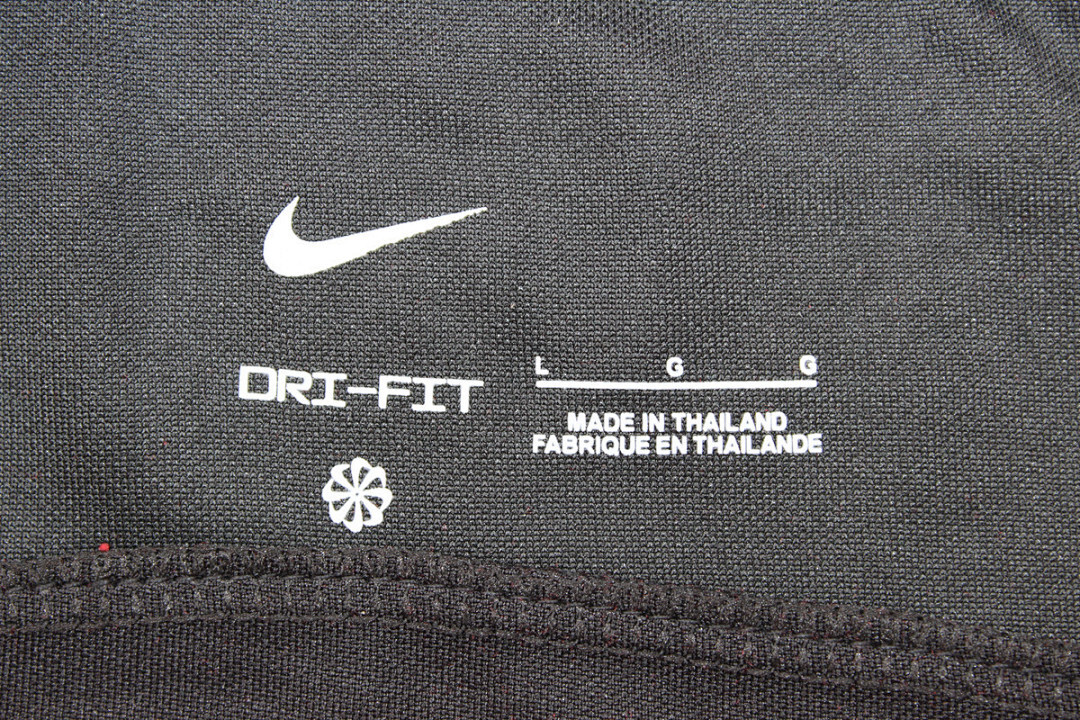 DRI-FIT
L G G
MADE IN THAILAND
FABRIQUE EN THAILANDE